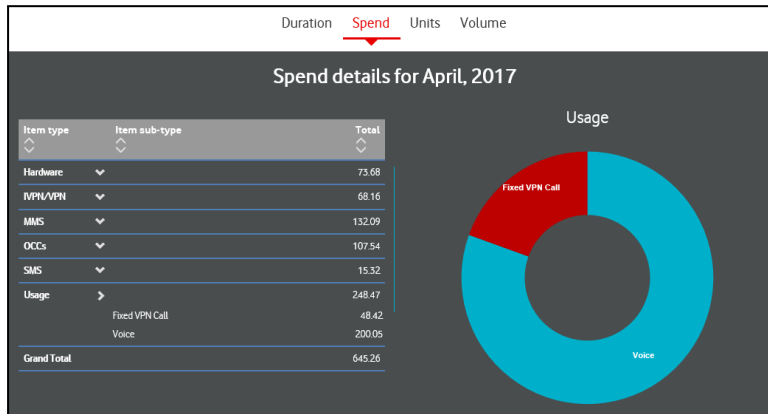 Duration Spend Units Volume
Spend details for April, 2017
Item type Item sub-type Total
Hardware 73.68
IVPN/VPN 68.16
MMS 132.09
OCCs 107.54
SMS 15.32
Usage 248.47
Fixed VPN Call 48.42
Voice 200.05
Grand Total 645.26
Usage
Fixed VPN Call
Voice